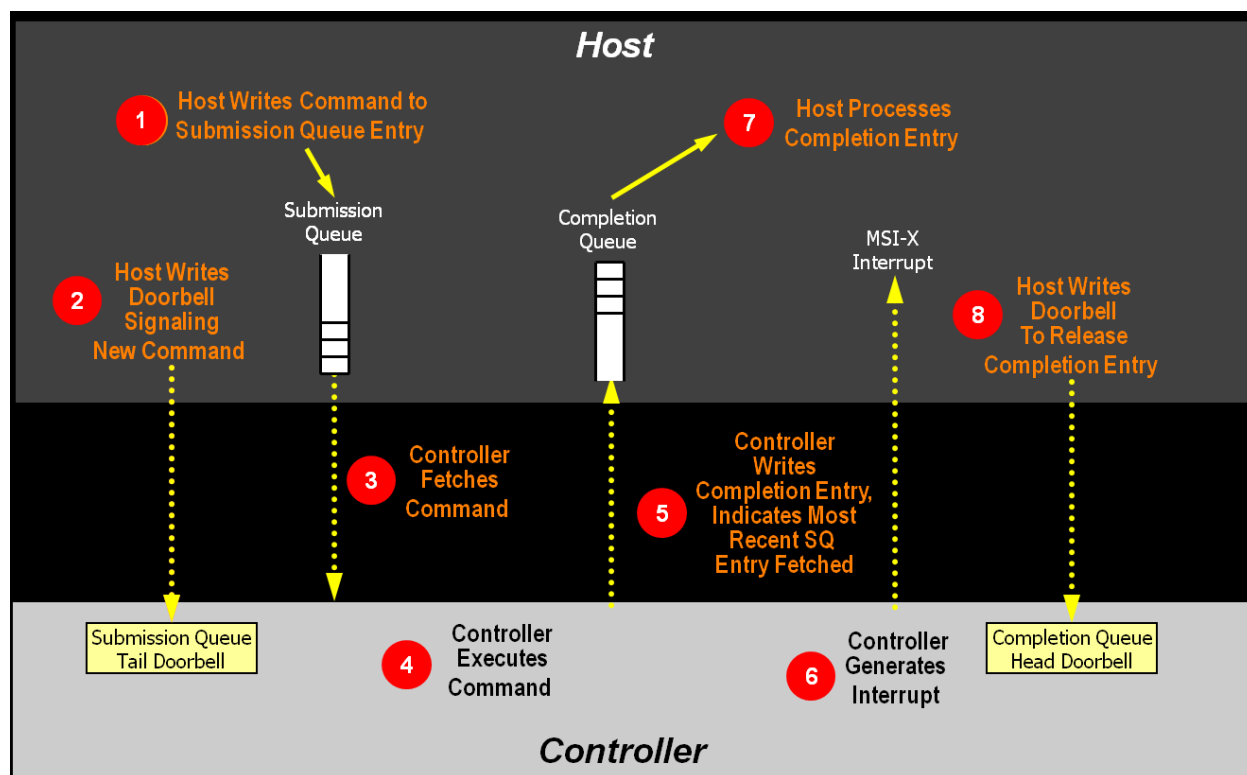 Host
1
Host Writes Command to
Submission Queue Entry
7
Host Processes
Completion Entry
Submission
Queue
Completion
Queue
MSI-X
Interrupt
2
Host Writes
Doorbell
Signaling
New Command
8
Host Writes
Doorbell
To Release
Completion Entry
3
Controller
Fetches
Command
5
Controller
Writes
Completion Entry,
Indicates Most
Recent SQ
Entry Fetched
Submission Queue
Tail Doorbell
4
Controller
Executes
Command
6
Controller
Generates
Interrupt
Completion Queue
Head Doorbell
Controller